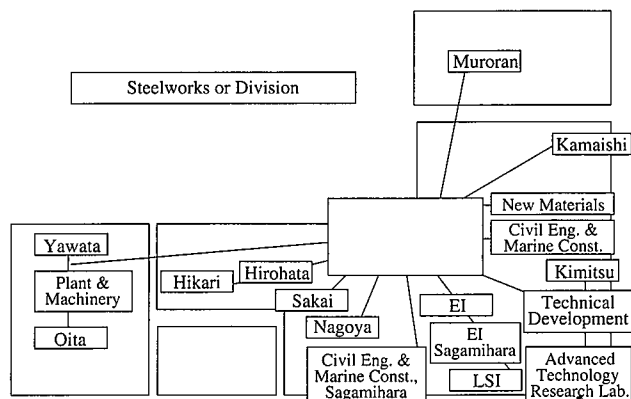 Muroran
Steelworks or Division
Kamaishi
New Materials
Civil Eng. &
Marine Const.
Yawata
Plant &
Machinery
Oita
Hikari
Hirohata
Sakai
Nagoya
Civil Eng. &
Marine Const.,
Sagamihara
EI
EI
Sagamihara
LSI
Kimitsu
Technical
Development
Advanced
Technology
Research Lab.